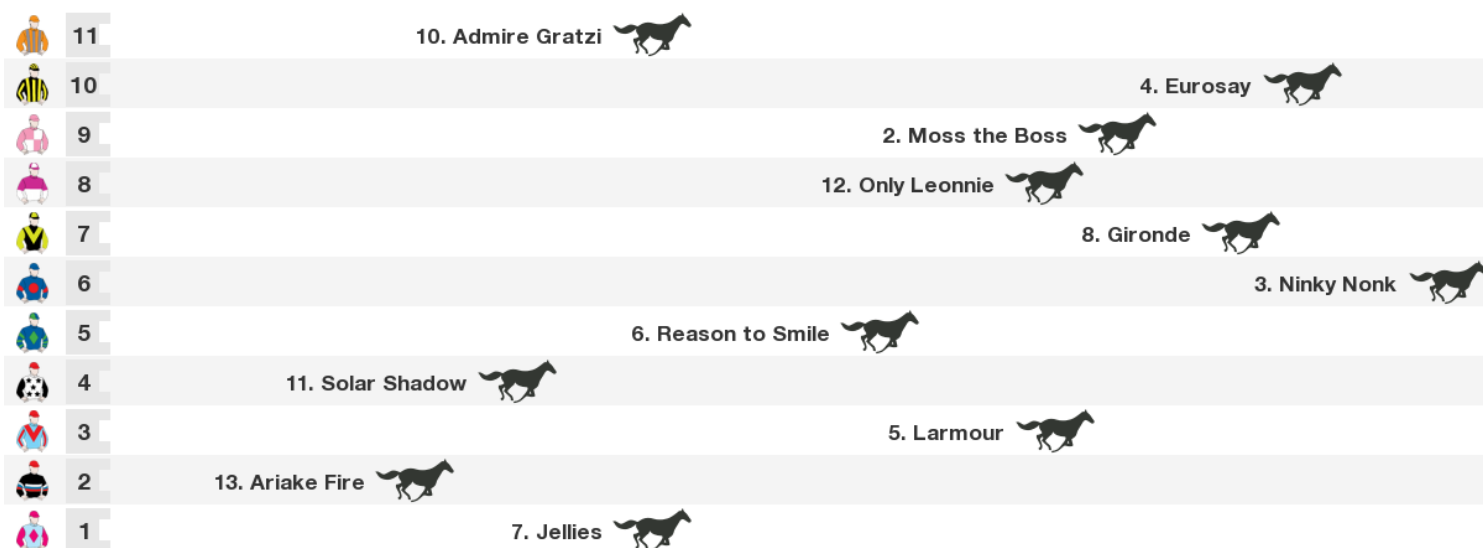 11 10. Admire Gratzi
10 4. Eurosay
9 2. Moss the Boss
8 12. Only Leonnie
7 8. Gironde
6 3. Ninky Nonk
5 6. Reason to Smile
4 11. Solar Shadow
3 5. Larmour
2 13. Ariake Fire
1 7. Jellies